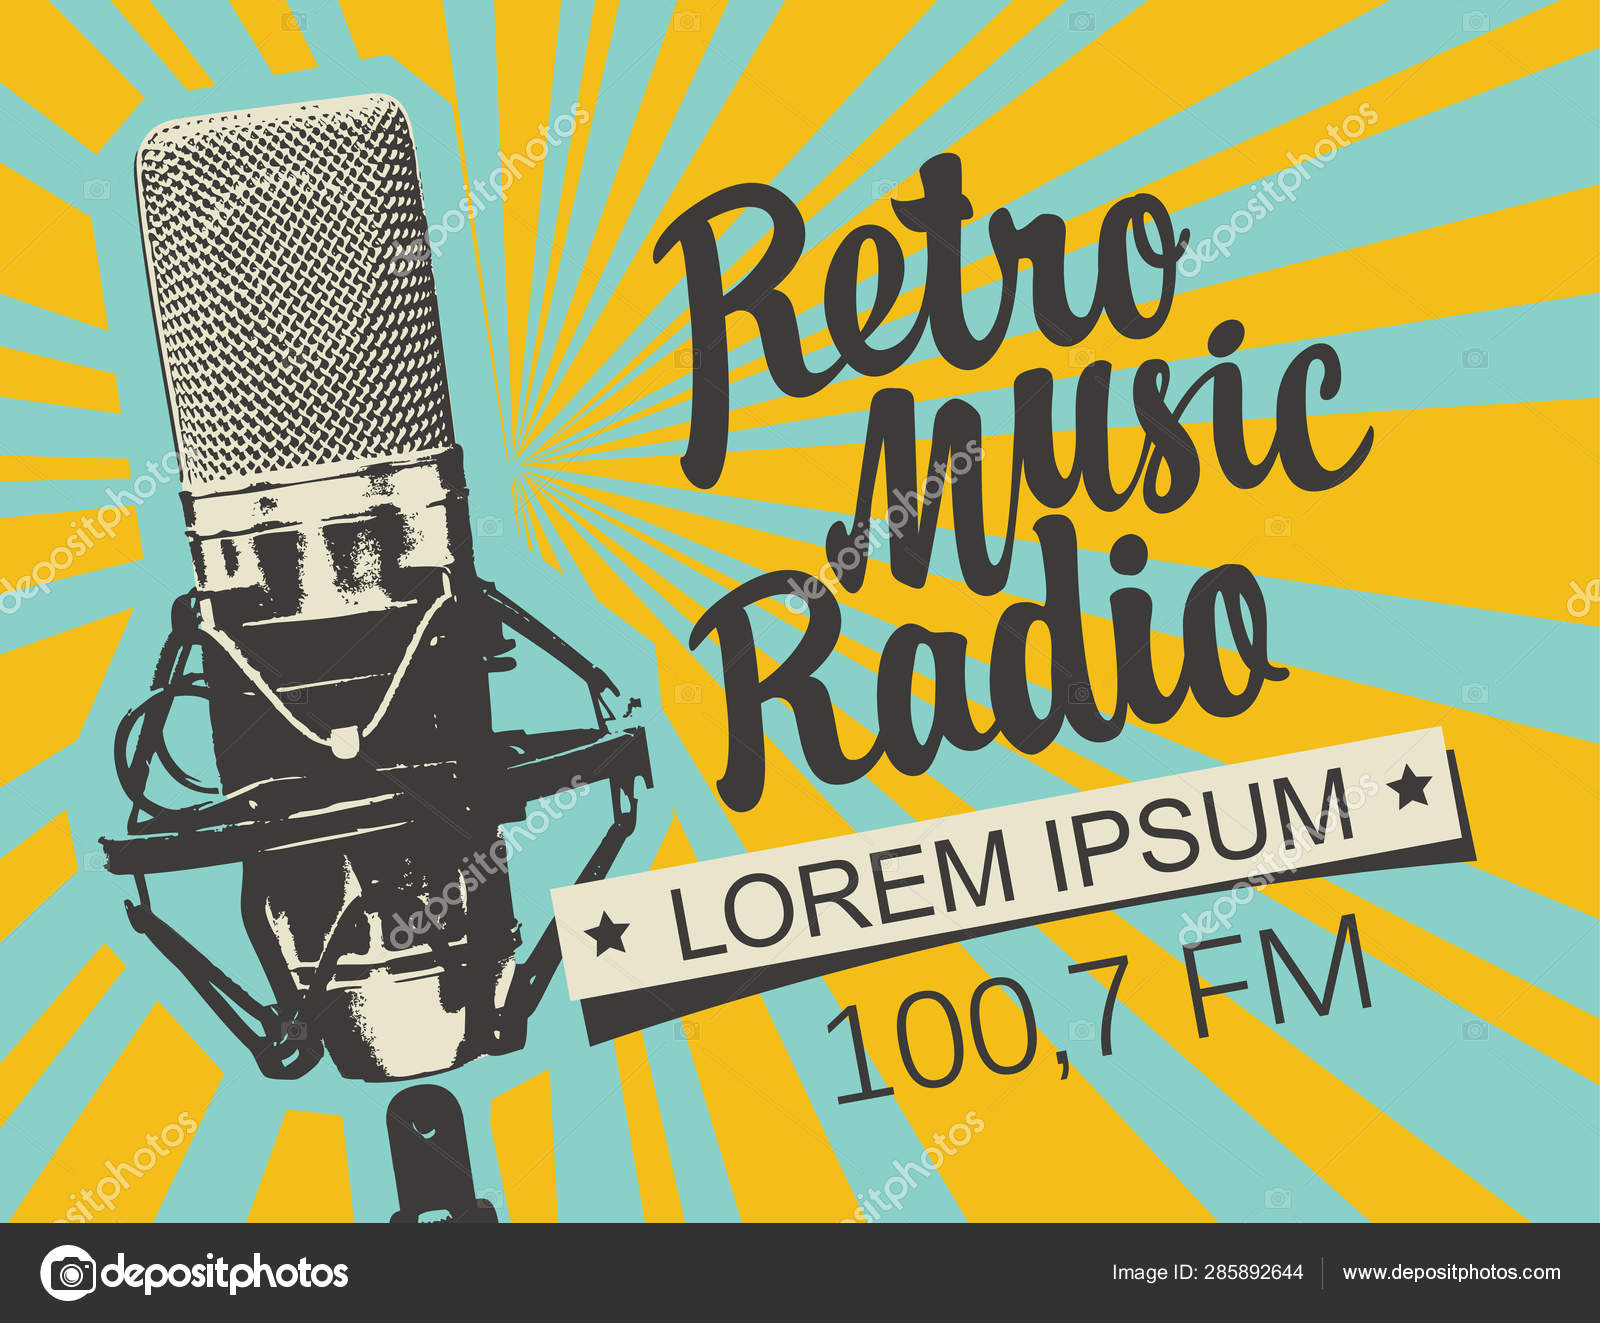 Retro
Music
Radio
★ LOREM IPSUM ★
100,7 FM
depositphotos
Image ID: 285892644
www.depositphotos.com